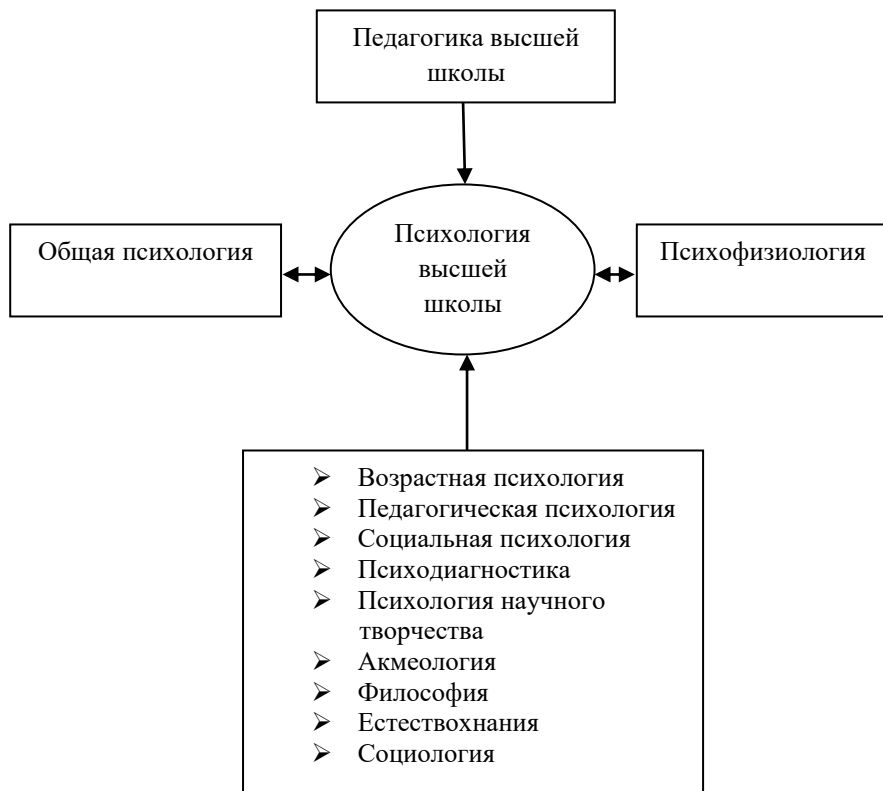 Педагогика высшей
школы
Общая психология
Психология
высшей
школы
Психофизиология
➢ Возрастная психология
➢ Педагогическая психология
➢ Социальная психология
➢ Психодиагностика
➢ Психология научного
творчества
➢ Акмеология
➢ Философия
➢ Естествохнания
➢ Социология